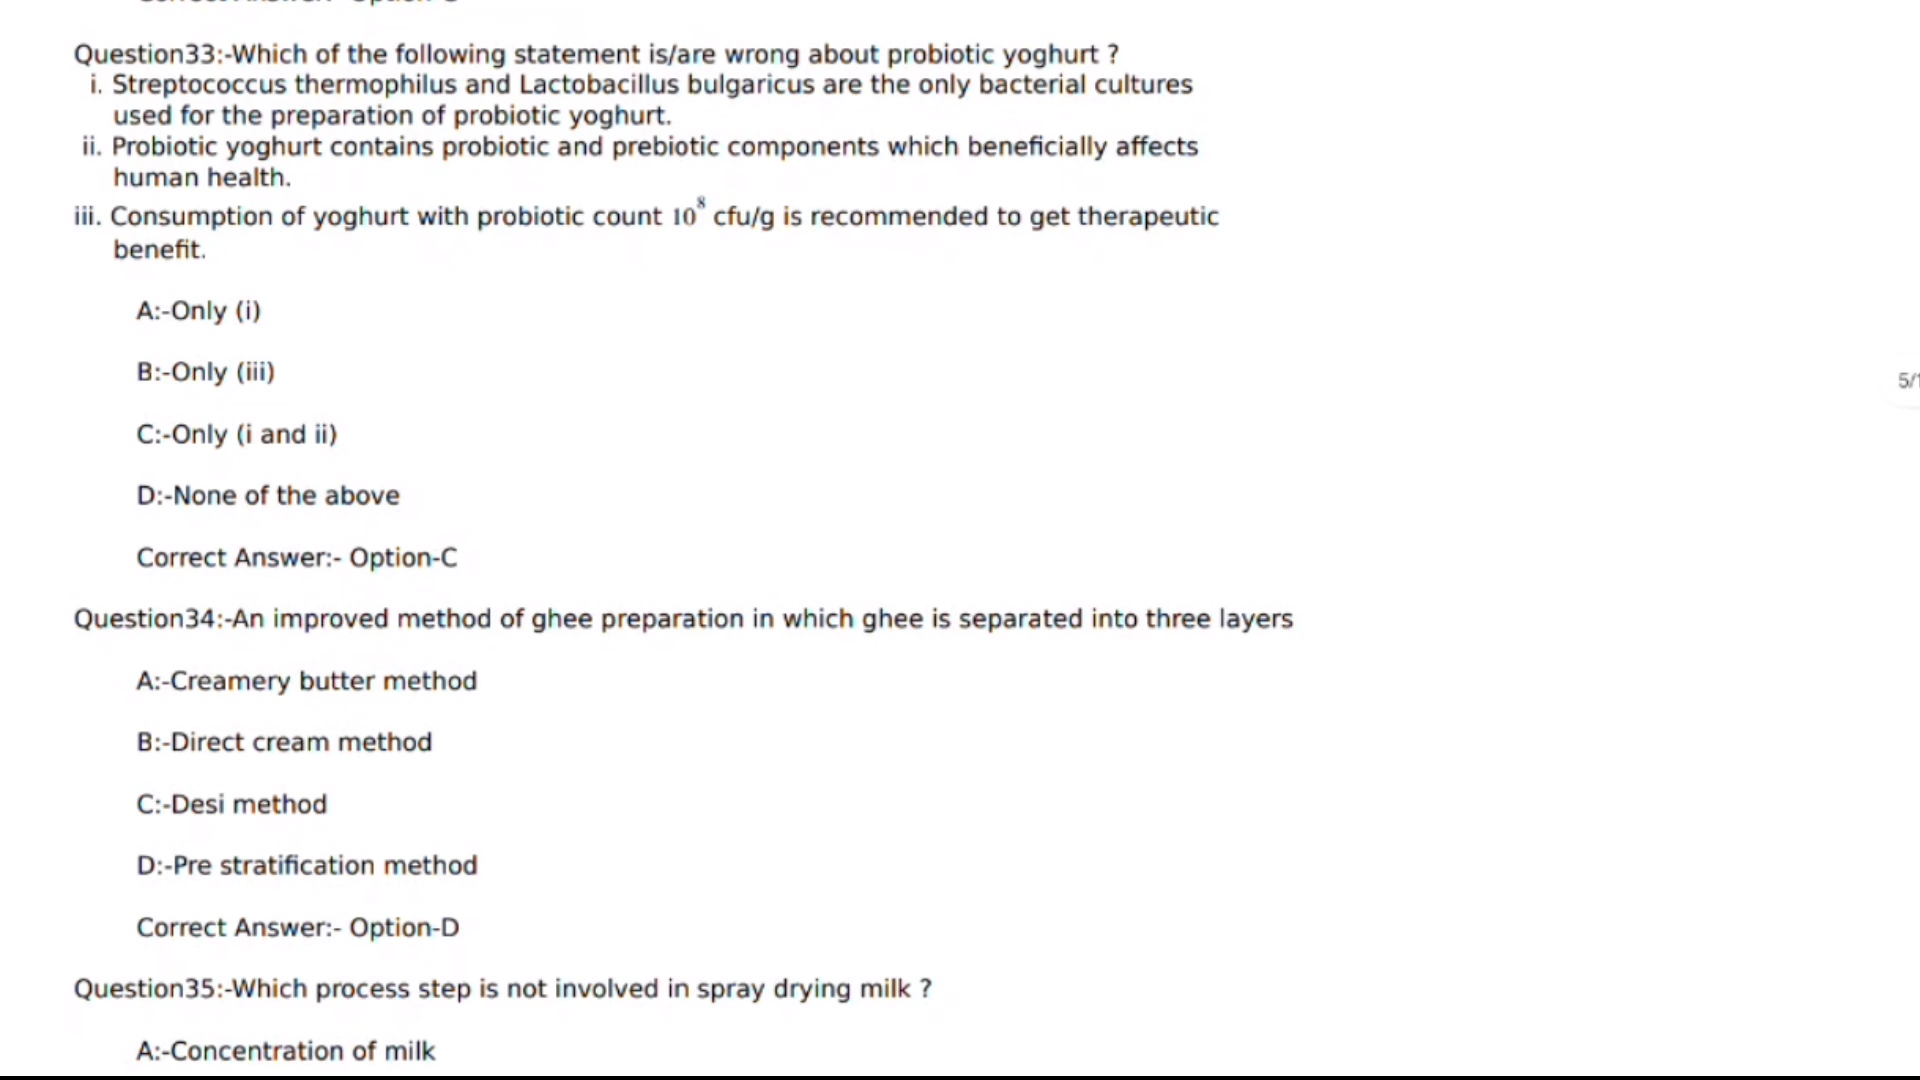 Question33:-Which of the following statement is/are wrong about probiotic yoghurt ?
i. Streptococcus thermophilus and Lactobacillus bulgaricus are the only bacterial cultures
used for the preparation of probiotic yoghurt.
ii. Probiotic yoghurt contains probiotic and prebiotic components which beneficially affects
human health.
iii. Consumption of yoghurt with probiotic count 10⁸ cfu/g is recommended to get therapeutic
benefit.
A:-Only (i)
B:-Only (iii)
5/1
C:-Only (i and ii)
D:-None of the above
Correct Answer:- Option-C
Question34:-An improved method of ghee preparation in which ghee is separated into three layers
A:-Creamery butter method
B:-Direct cream method
C:-Desi method
D:-Pre stratification method
Correct Answer:- Option-D
Question35:-Which process step is not involved in spray drying milk ?
A:-Concentration of milk